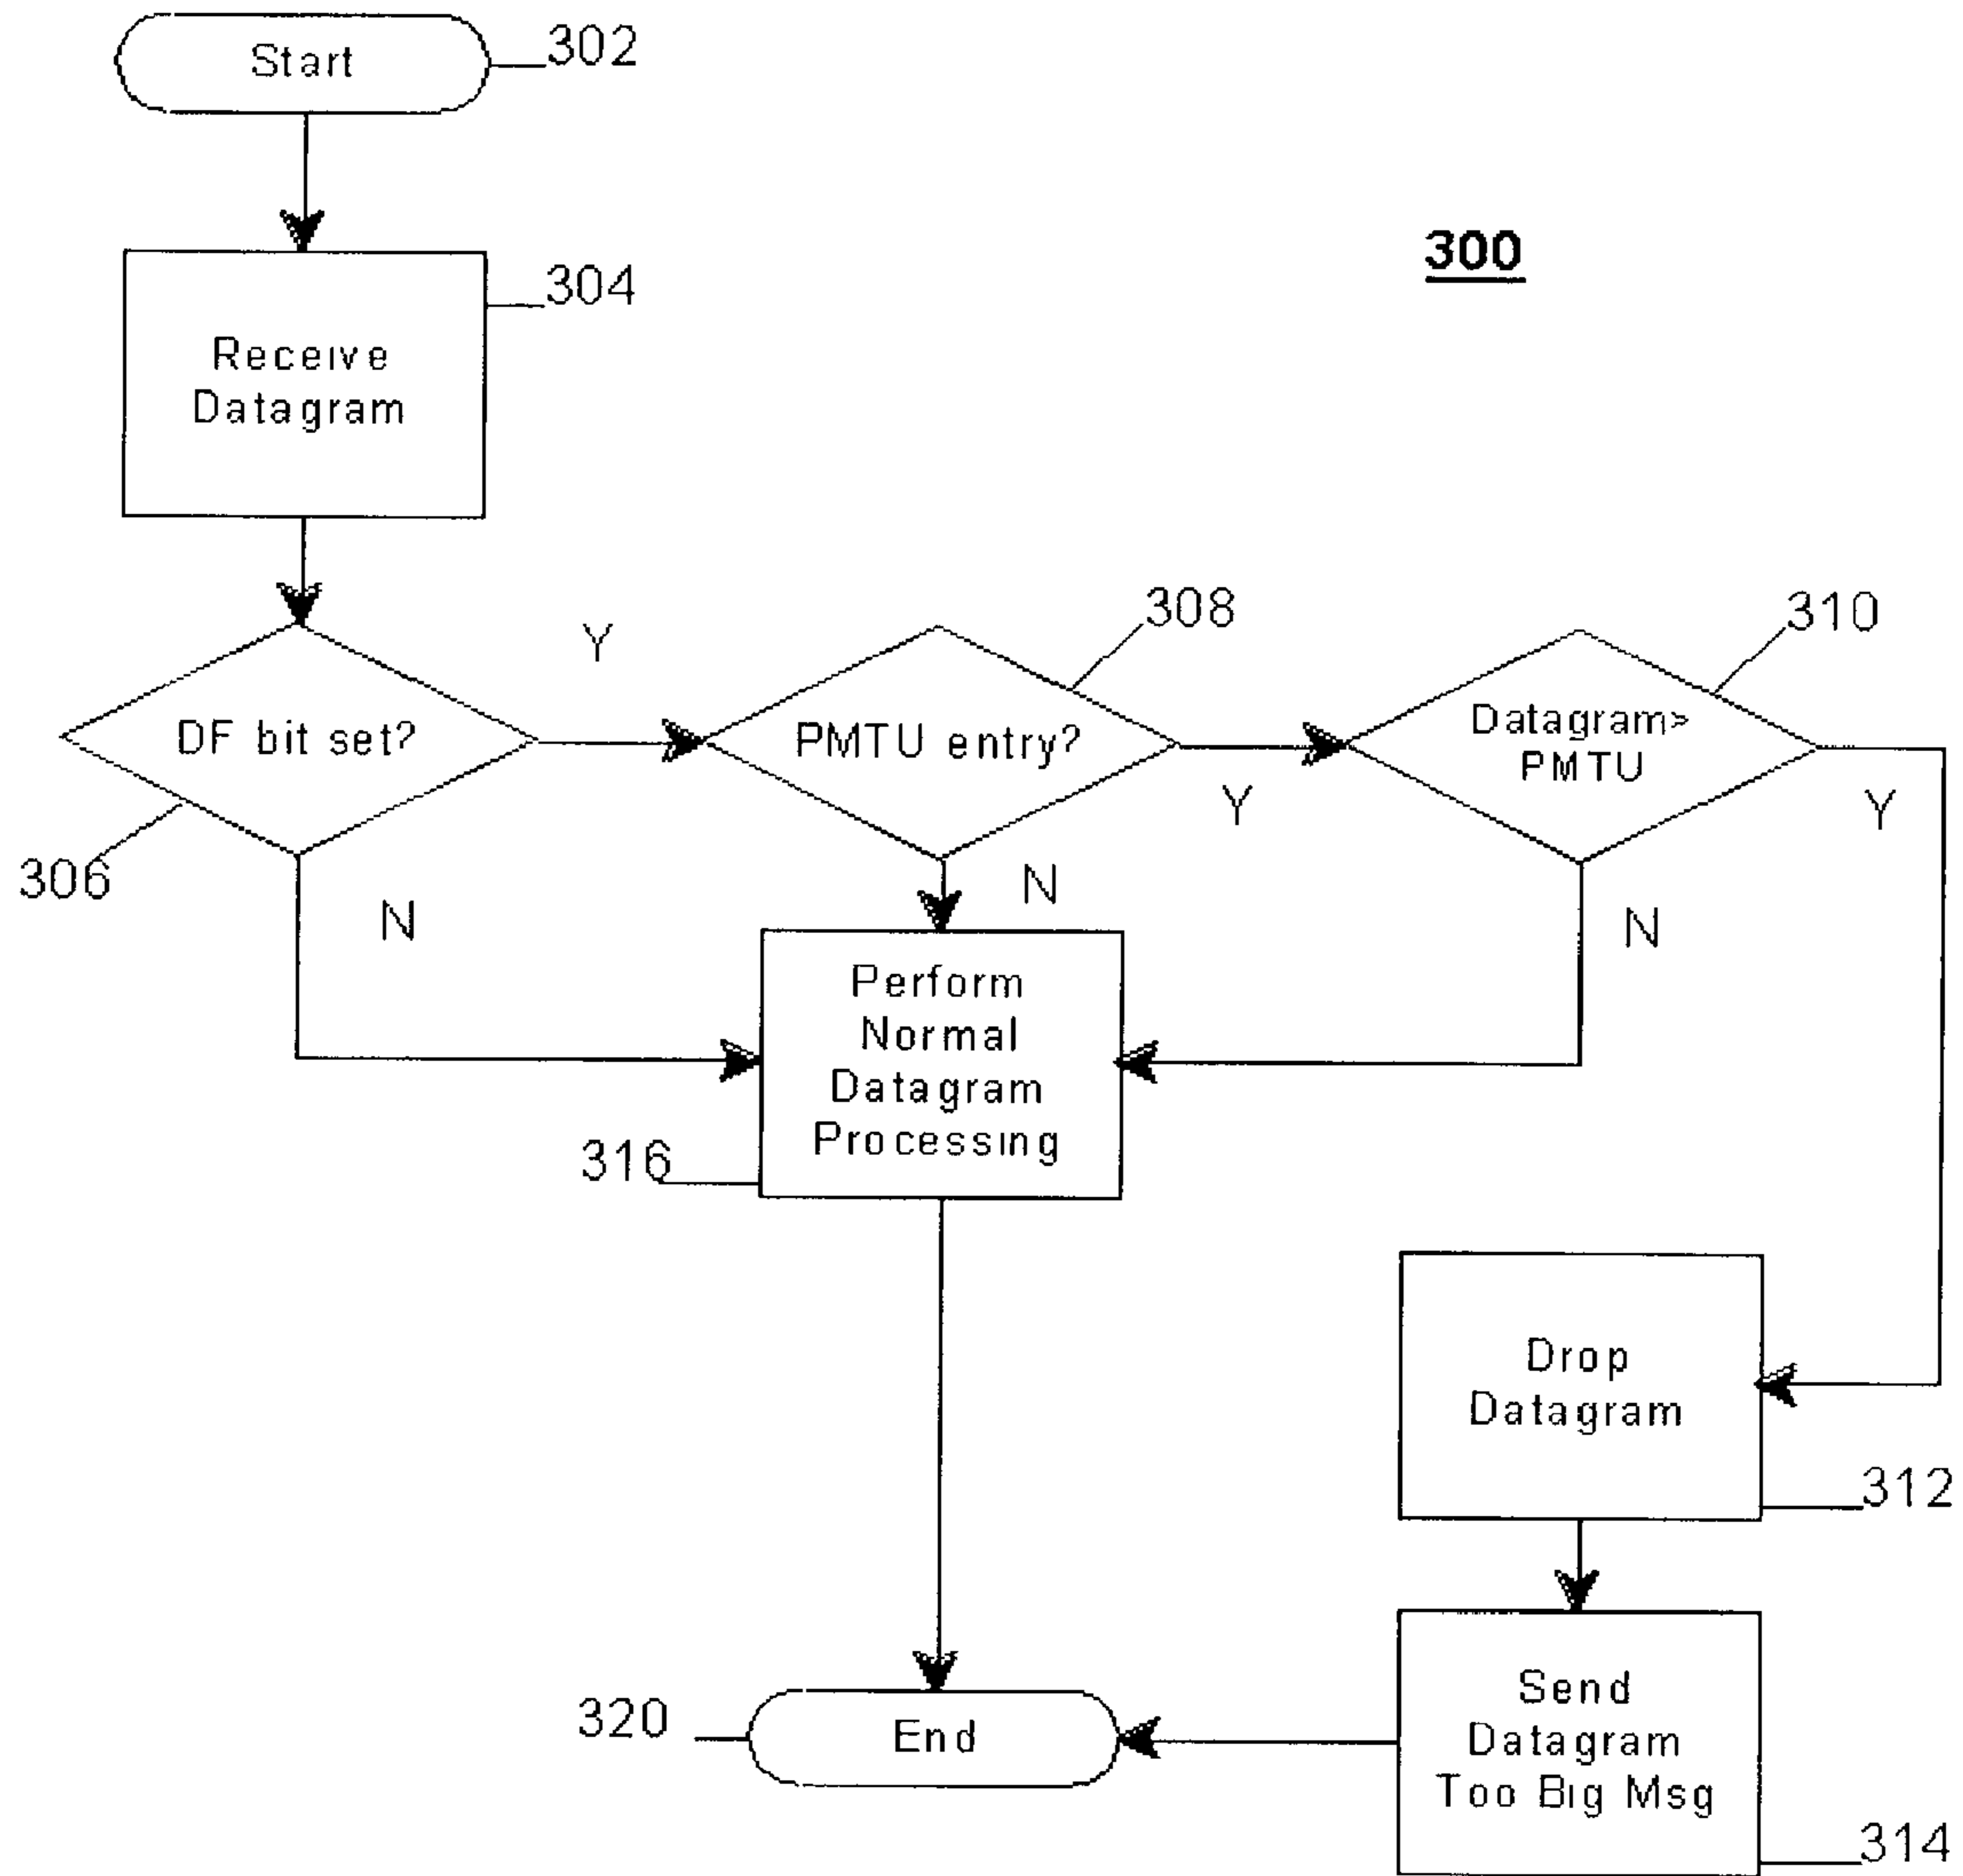 Start
302
300
304
Receive
Datagram
308
310
Y
DF bit set?
PMTU entry?
Datagram>
PMTU
Y
Y
306
N
N
N
Perform
Normal
Datagram
Processing
316
Drop
Datagram
312
320
End
Send
Datagram
Too Big Msg
314